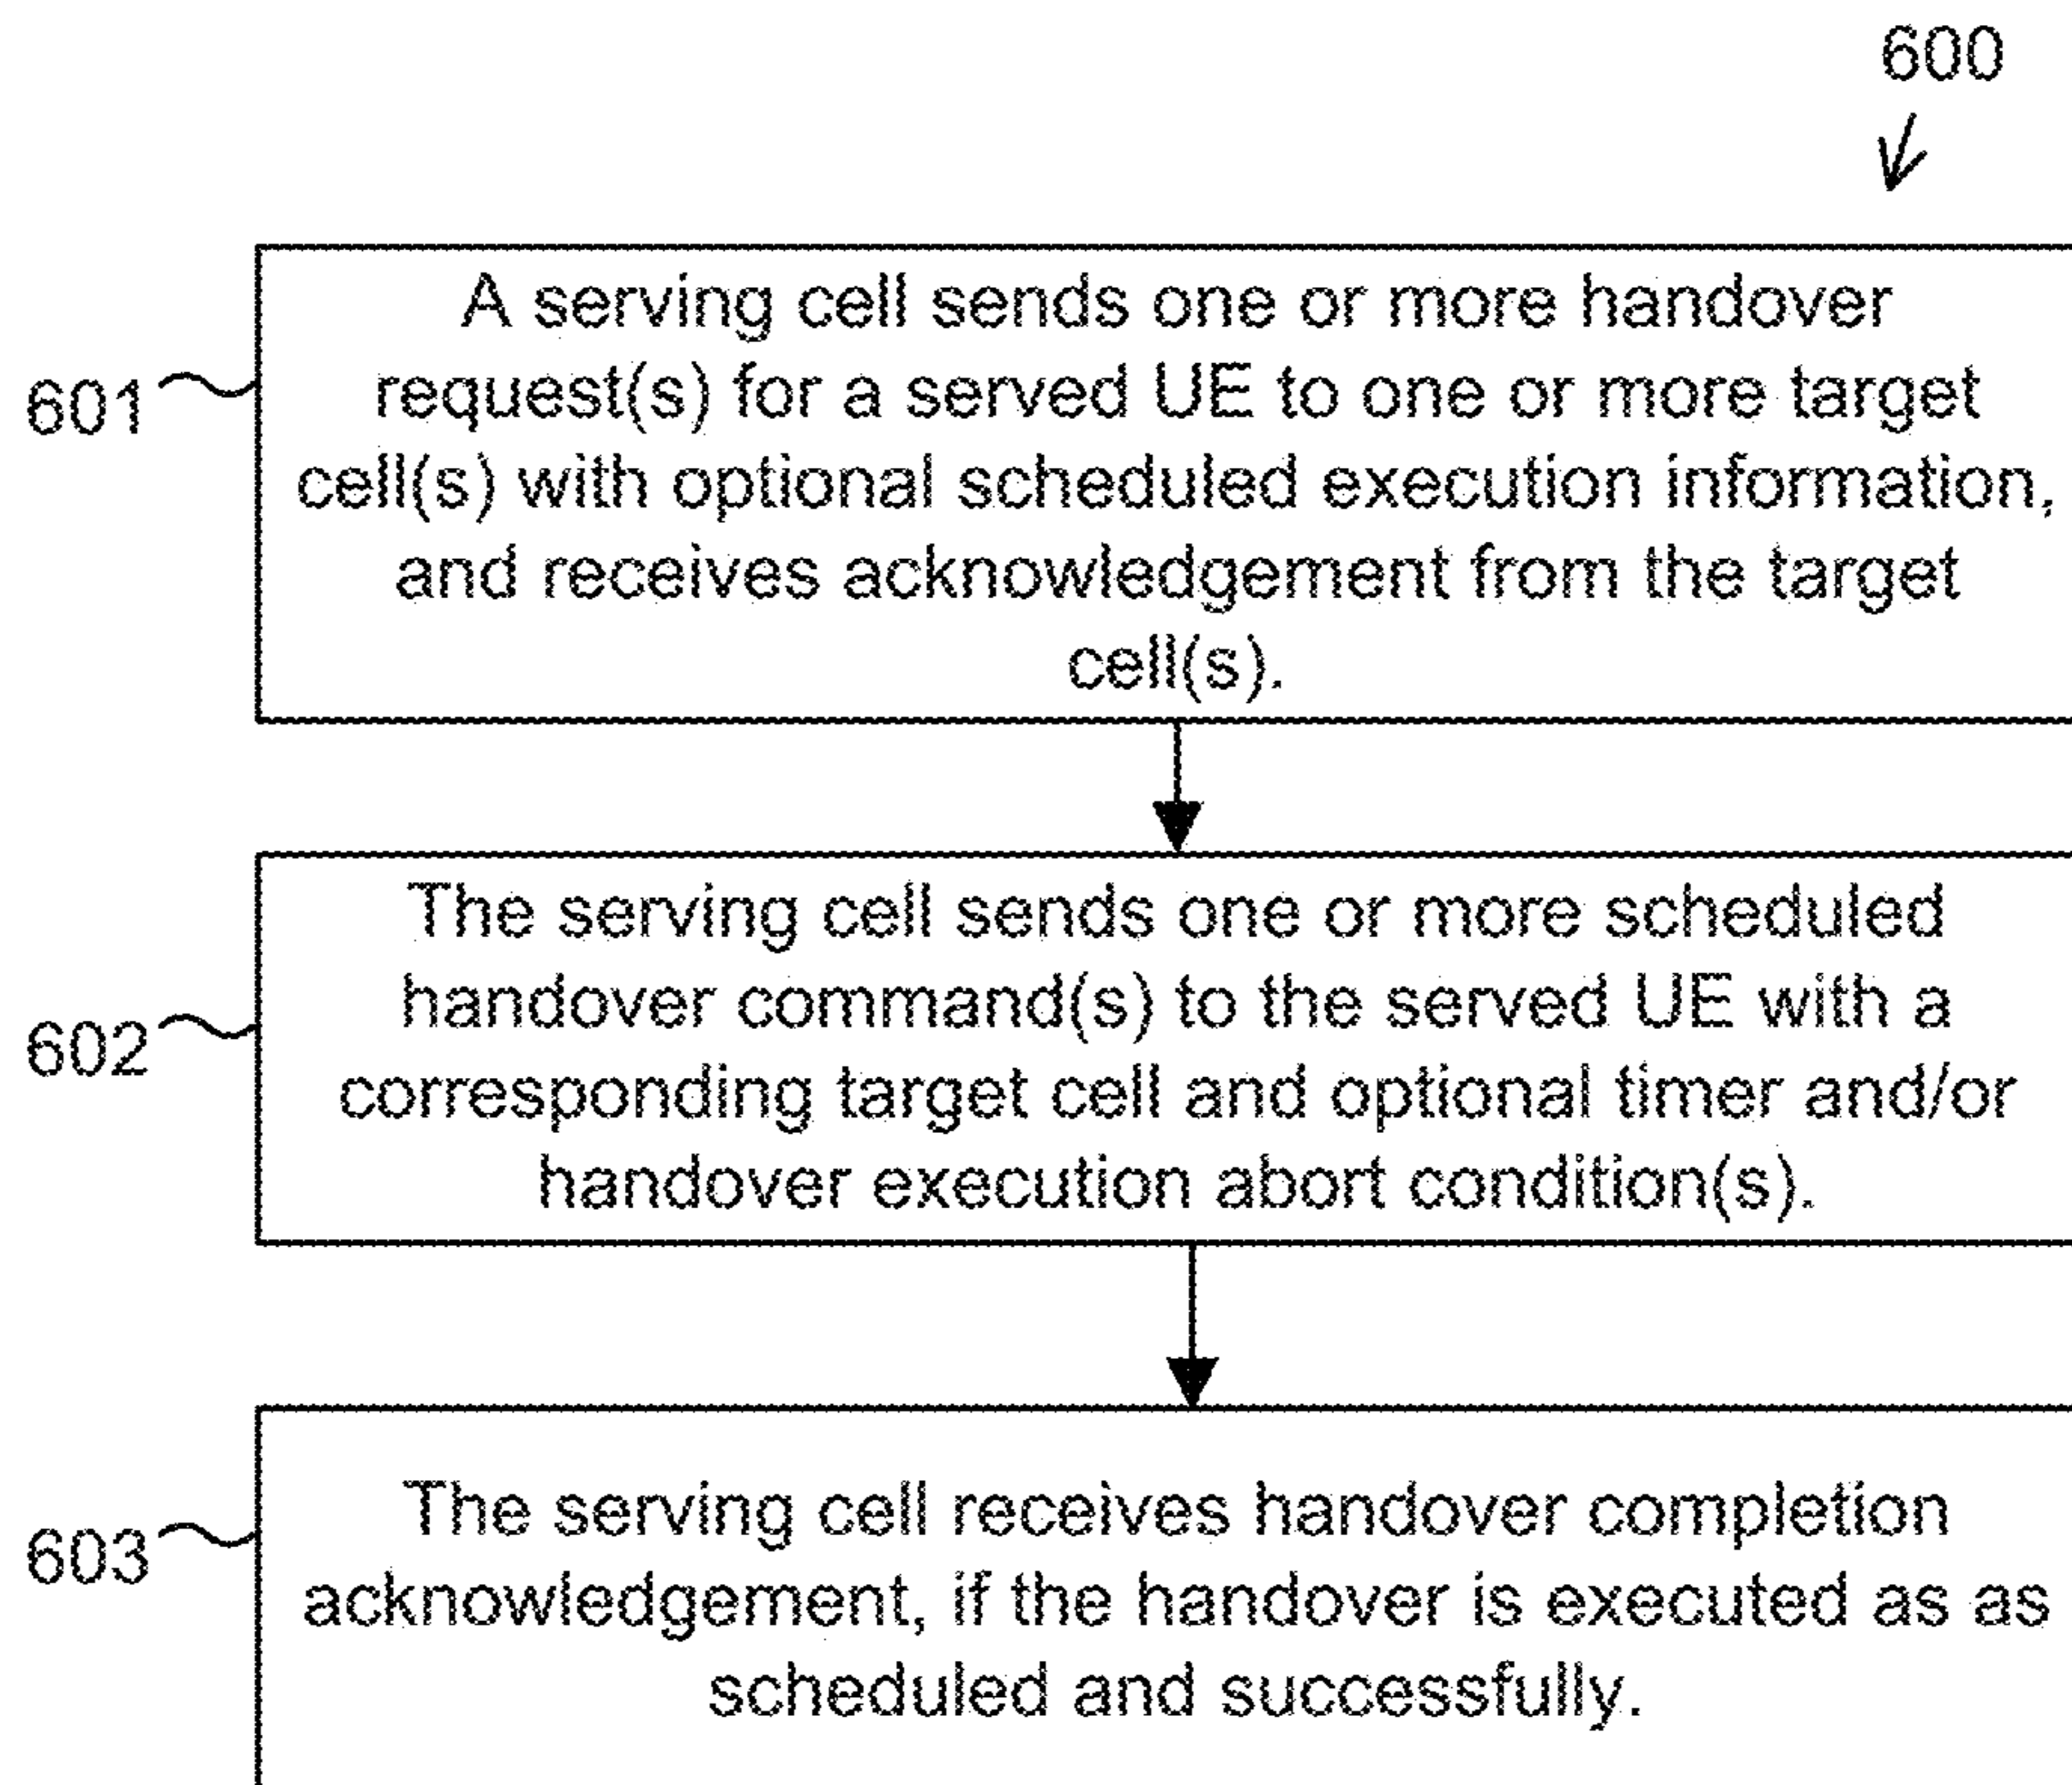 600
A serving cell sends one or more handover
request(s) for a served UE to one or more target
cell(s) with optional scheduled execution information,
and receives acknowledgement from the target
cell(s).
601
The serving cell sends one or more scheduled
handover command(s) to the served UE with a
corresponding target cell and optional timer and/or
handover execution abort condition(s).
602
The serving cell receives handover completion
acknowledgement, if the handover is executed as as
scheduled and successfully.
603